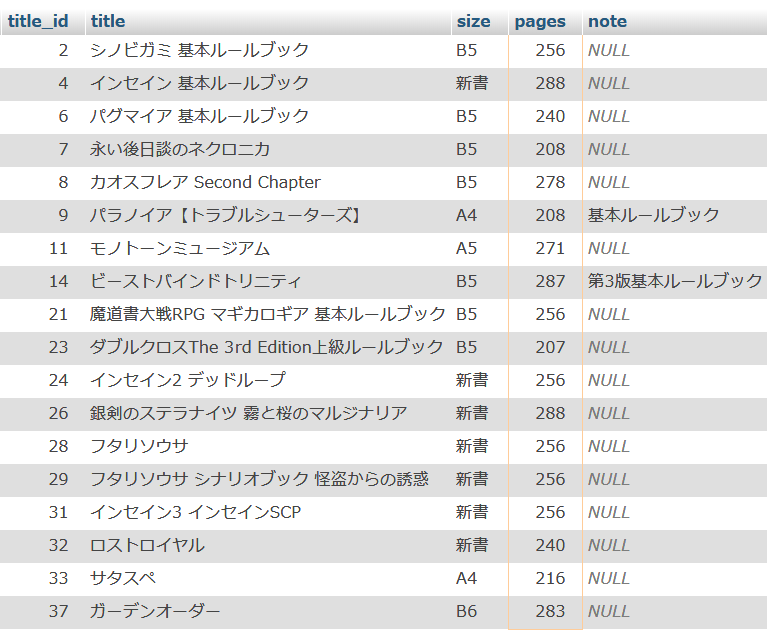 title_id title size pages note
2 シノビガミ 基本ルールブック B5 256 NULL
4 インセイン 基本ルールブック 新書 288 NULL
6 パグマイア 基本ルールブック B5 240 NULL
7 永い後日談のネクロニカ B5 208 NULL
8 カオスフレア Second Chapter B5 278 NULL
9 パラノイア【トラブルシューターズ】 A4 208 基本ルールブック
11 モノトーンミュージアム A5 271 NULL
14 ビーストバインドトリニティ B5 287 第3版基本ルールブック
21 魔道書大戦RPG マギカロギア 基本ルールブック B5 256 NULL
23 ダブルクロスThe 3rd Edition上級ルールブック B5 207 NULL
24 インセイン2 デッドループ 新書 256 NULL
26 銀剣のステラナイツ 霧と桜のマルジナリア 新書 288 NULL
28 フタリソウサ 新書 256 NULL
29 フタリソウサ シナリオブック 怪盗からの誘惑 新書 256 NULL
31 インセイン3 インセインSCP 新書 256 NULL
32 ロストロイヤル 新書 240 NULL
33 サタスペ A4 216 NULL
37 ガーデンオーダー B6 283 NULL